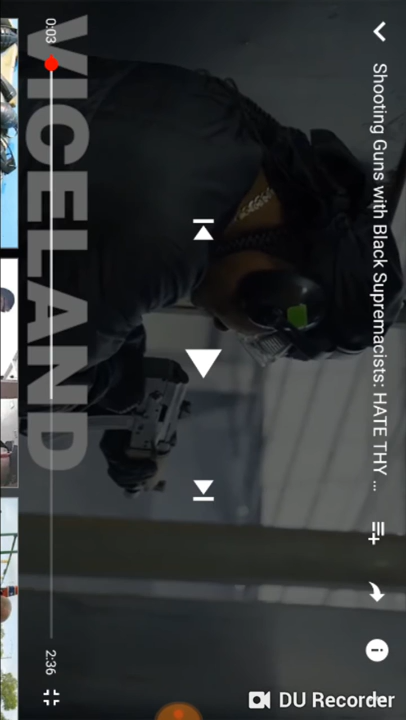 Shooting Guns with Black Supremacists: HATE THY ...
VICELAND
0:03
2:36
DU Recorder